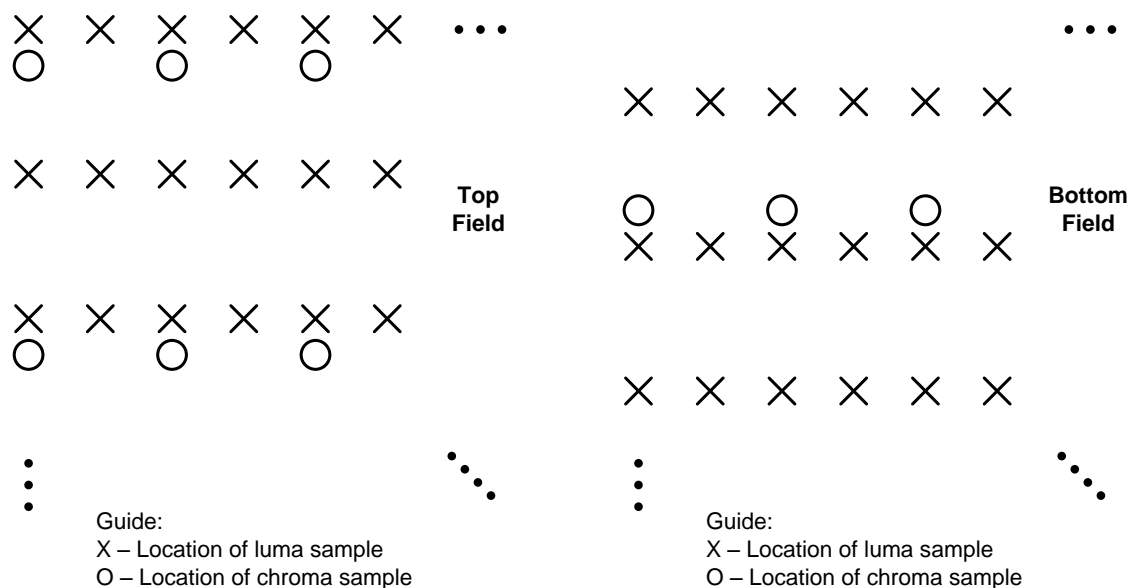 Top
Field
Bottom
Field
Guide:
X – Location of luma sample
O – Location of chroma sample
Guide:
X – Location of luma sample
O – Location of chroma sample